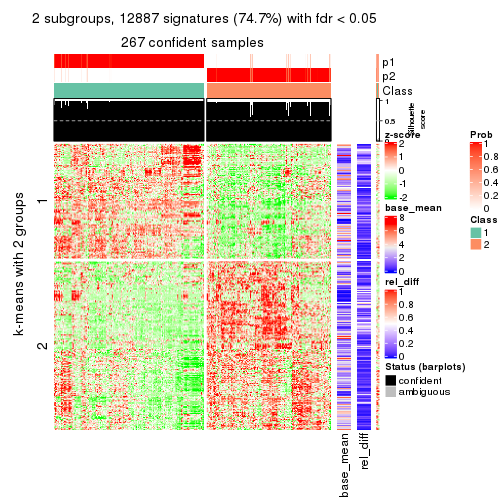 2 subgroups, 12887 signatures (74.7%) with fdr < 0.05
267 confident samples
p1
p2
Class
1
0.5
0
Silhouette
score
k-means with 2 groups
1
2
base_mean
rel_diff
z-score
2
1
0
-1
-2
base_mean
8
6
4
2
0
rel_diff
1
0.8
0.6
0.4
0.2
0
Status (barplots)
confident
ambiguous
Prob
1
0.8
0.6
0.4
0.2
0
Class
1
2